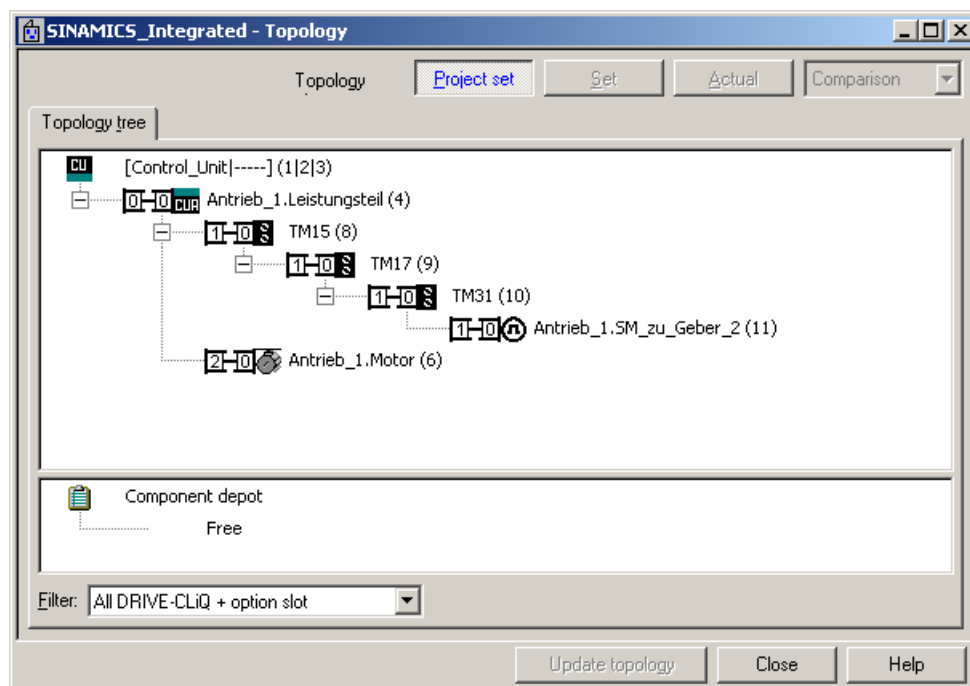 SINAMICS_Integrated - Topology
Topology Project set Set Actual Comparison
Topology tree
CU [Control_Unit|-----] (1|2|3)
0 0 CUA Antrieb_1.Leistungsteil (4)
1 0 TM15 (8)
1 0 TM17 (9)
1 0 TM31 (10)
1 0 Antrieb_1.SM_zu_Geber_2 (11)
2 0 Antrieb_1.Motor (6)
Component depot
Free
Filter: All DRIVE-CLiQ + option slot
Update topology Close Help